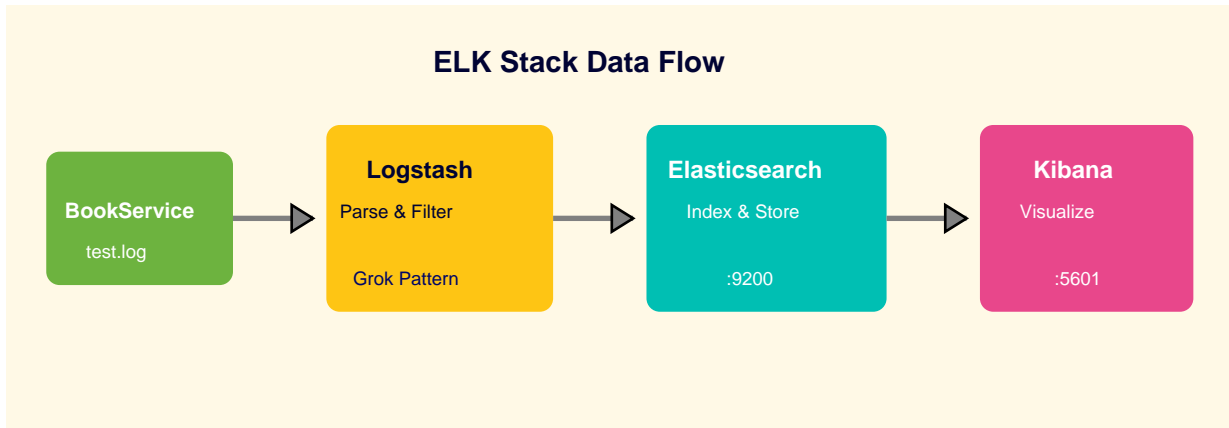 ELK Stack Data Flow
BookService
test.log
Logstash
Parse & Filter
Grok Pattern
Elasticsearch
Index & Store
:9200
Kibana
Visualize
:5601